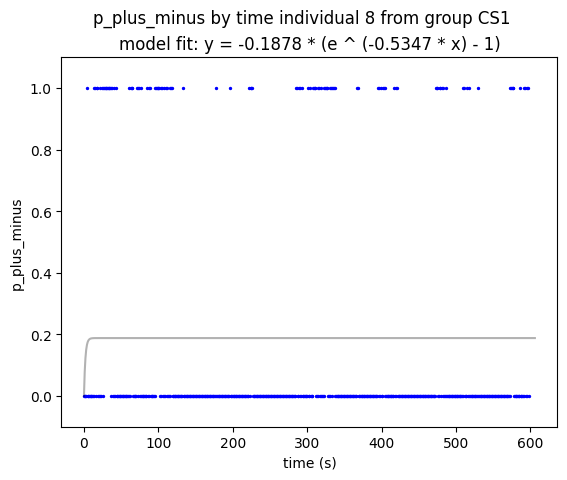 p_plus_minus by time individual 8 from group CS1
model fit: y = -0.1878 * (e ^ (-0.5347 * x) - 1)
1.0
0.8
0.6
0.4
0.2
0.0
p_plus_minus
0 100 200 300 400 500 600
time (s)